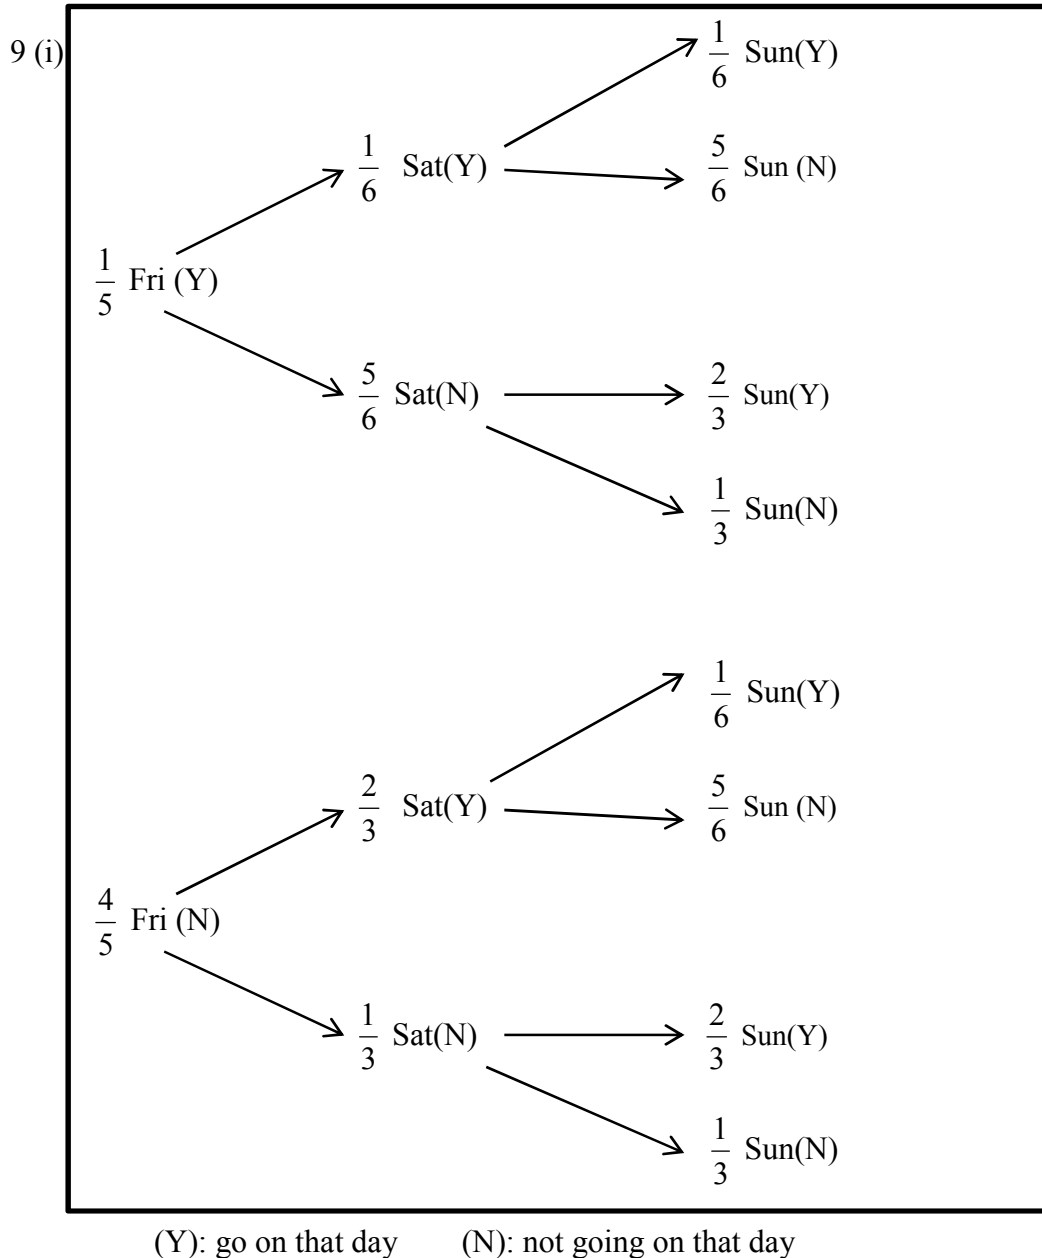 9 (i)
1/6 Sun(Y)
1/6 Sat(Y)
5/6 Sun (N)
1/5 Fri (Y)
5/6 Sat(N)
2/3 Sun(Y)
1/3 Sun(N)
1/6 Sun(Y)
2/3 Sat(Y)
5/6 Sun (N)
4/5 Fri (N)
1/3 Sat(N)
2/3 Sun(Y)
1/3 Sun(N)
(Y): go on that day (N): not going on that day